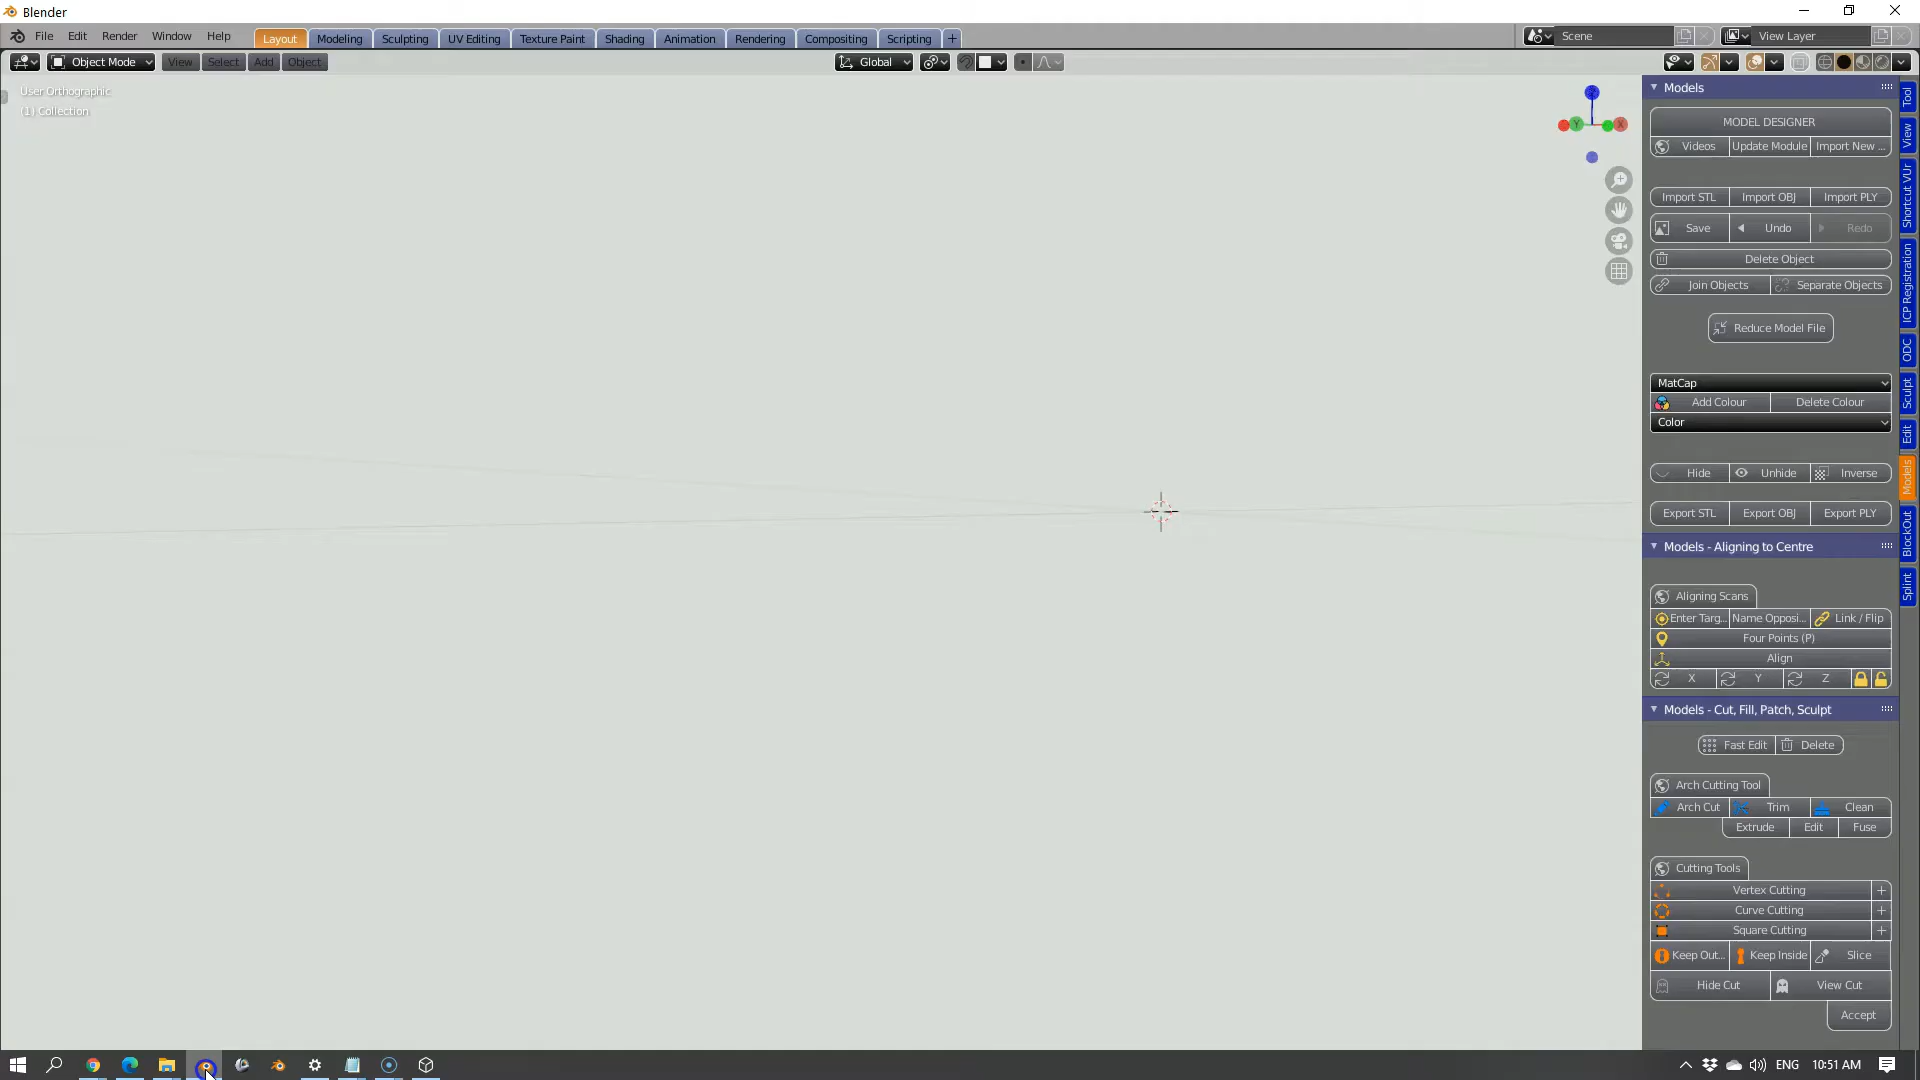 Blender
File Edit Render Window Help Layout Modeling Sculpting UV Editing Texture Paint Shading Animation Rendering Compositing Scripting + Scene View Layer
Object Mode View Select Add Object Global
User Orthographic
(1) Collection
Models
MODEL DESIGNER
Videos Update Module Import New ...
Import STL Import OBJ Import PLY
Save Undo Redo
Delete Object
Join Objects Separate Objects
Reduce Model File
MatCap
Add Colour Delete Colour
Color
Hide Unhide Inverse
Export STL Export OBJ Export PLY
Models - Aligning to Centre
Aligning Scans
Enter Targ... Name Opposi... Link / Flip
Four Points (P)
Align
X Y Z
Models - Cut, Fill, Patch, Sculpt
Fast Edit Delete
Arch Cutting Tool
Arch Cut Trim Clean
Extrude Edit Fuse
Cutting Tools
Vertex Cutting +
Curve Cutting +
Square Cutting +
Keep Out... Keep Inside Slice
Hide Cut View Cut
Accept
Tool
View
Shortcut VUr
ICP Registration
ODC
Sculpt
Edit
Models
BlockOut
Splint
X
Y
ENG 10:51 AM